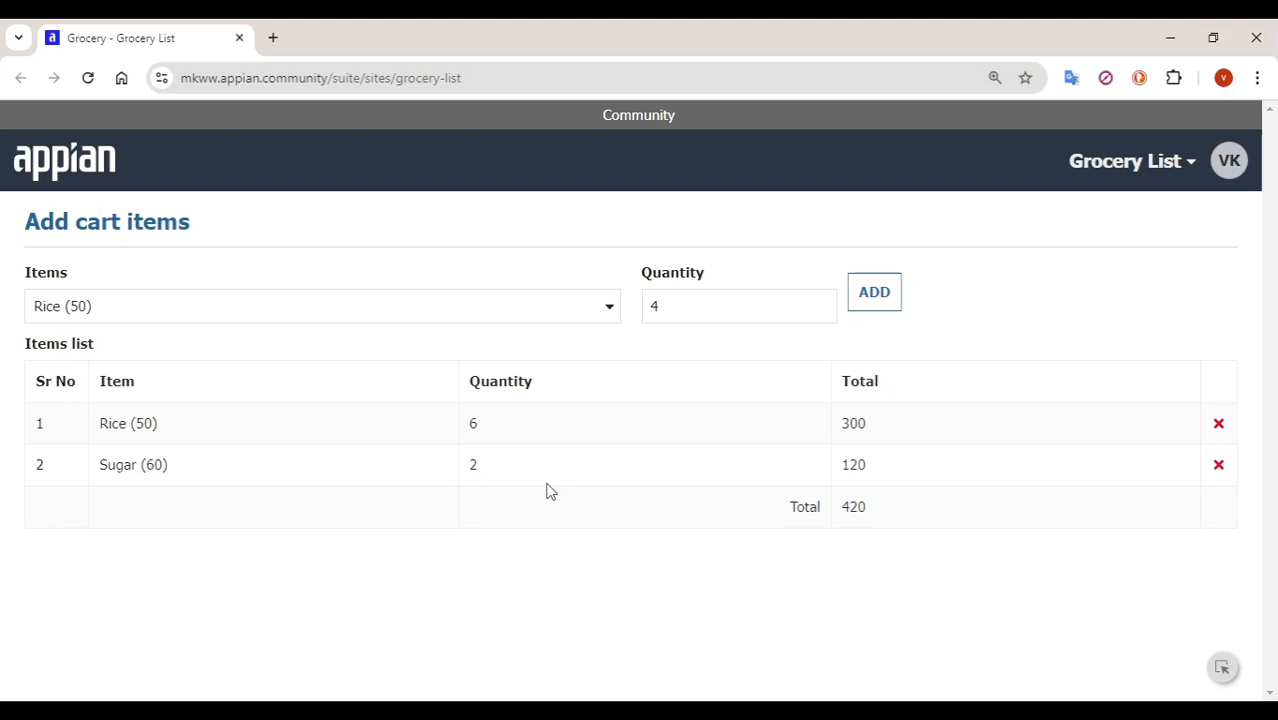 Grocery - Grocery List
mkww.appian.community/suite/sites/grocery-list
V
Community
appian
Grocery List
VK
Add cart items
Items
Quantity
Rice (50)
4
ADD
Items list
Sr No Item Quantity Total
1 Rice (50) 6 300
2 Sugar (60) 2 120
Total 420